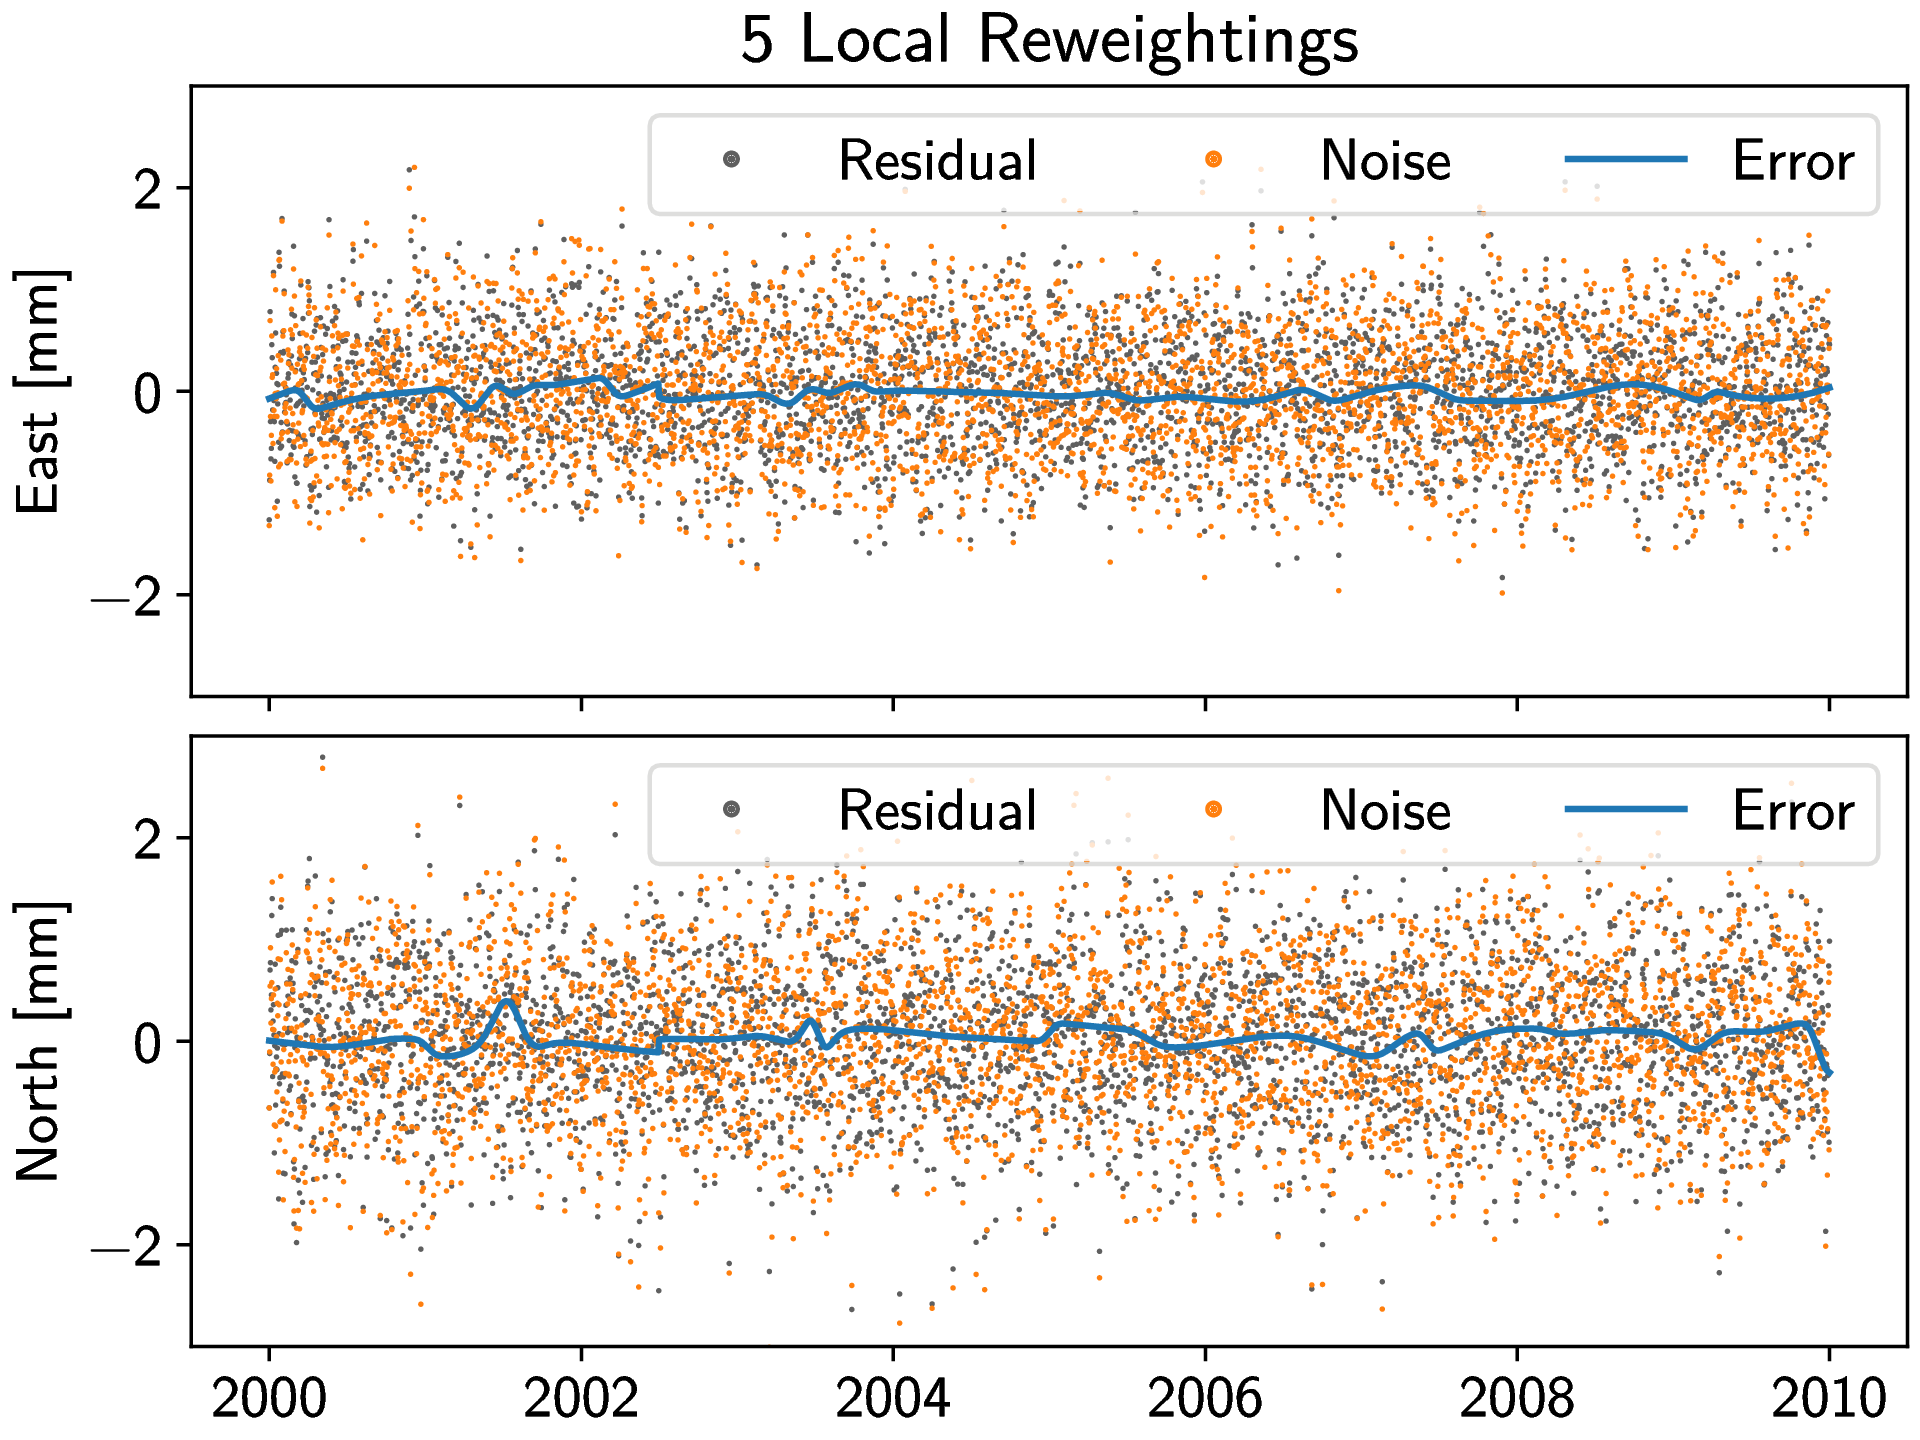 5 Local Reweightings
Residual Noise Error
East [mm]
2
0
−2
Residual Noise Error
North [mm]
2
0
−2
2000 2002 2004 2006 2008 2010